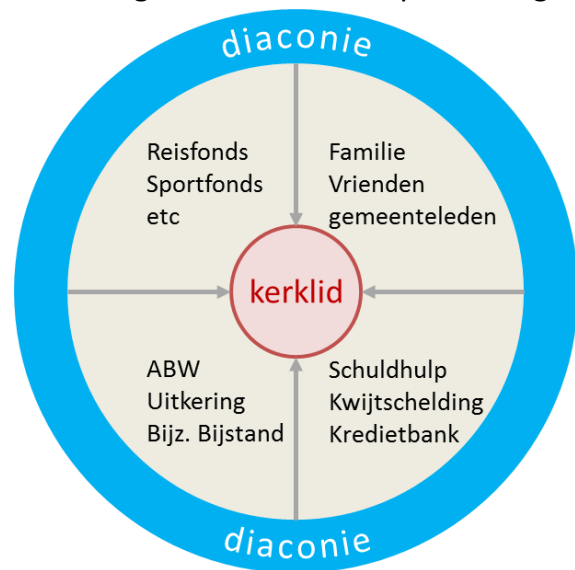 diaconie
Reisfonds
Sportfonds
etc
Familie
Vrienden
gemeenteleden
kerklid
ABW
Uitkering
Bijz. Bijstand
Schuldhulp
Kwijtschelding
Kredietbank
diaconie